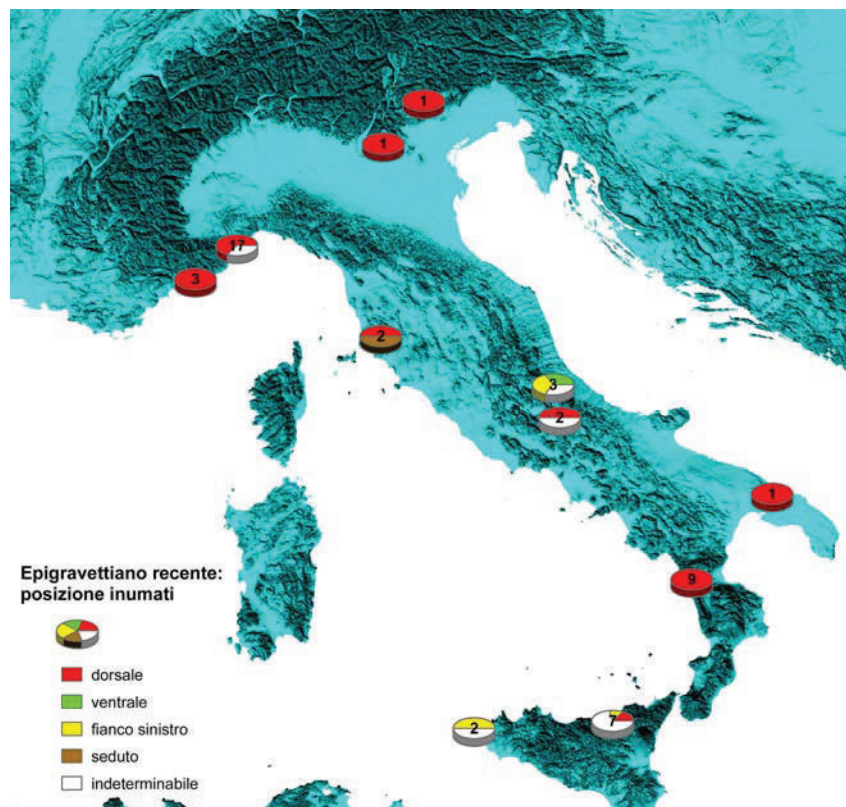 1
1
17
3
2
3
2
1
9
Epigravettiano recente:
posizione inumati
dorsale
ventrale
fianco sinistro
seduto
indeterminabile
2
7